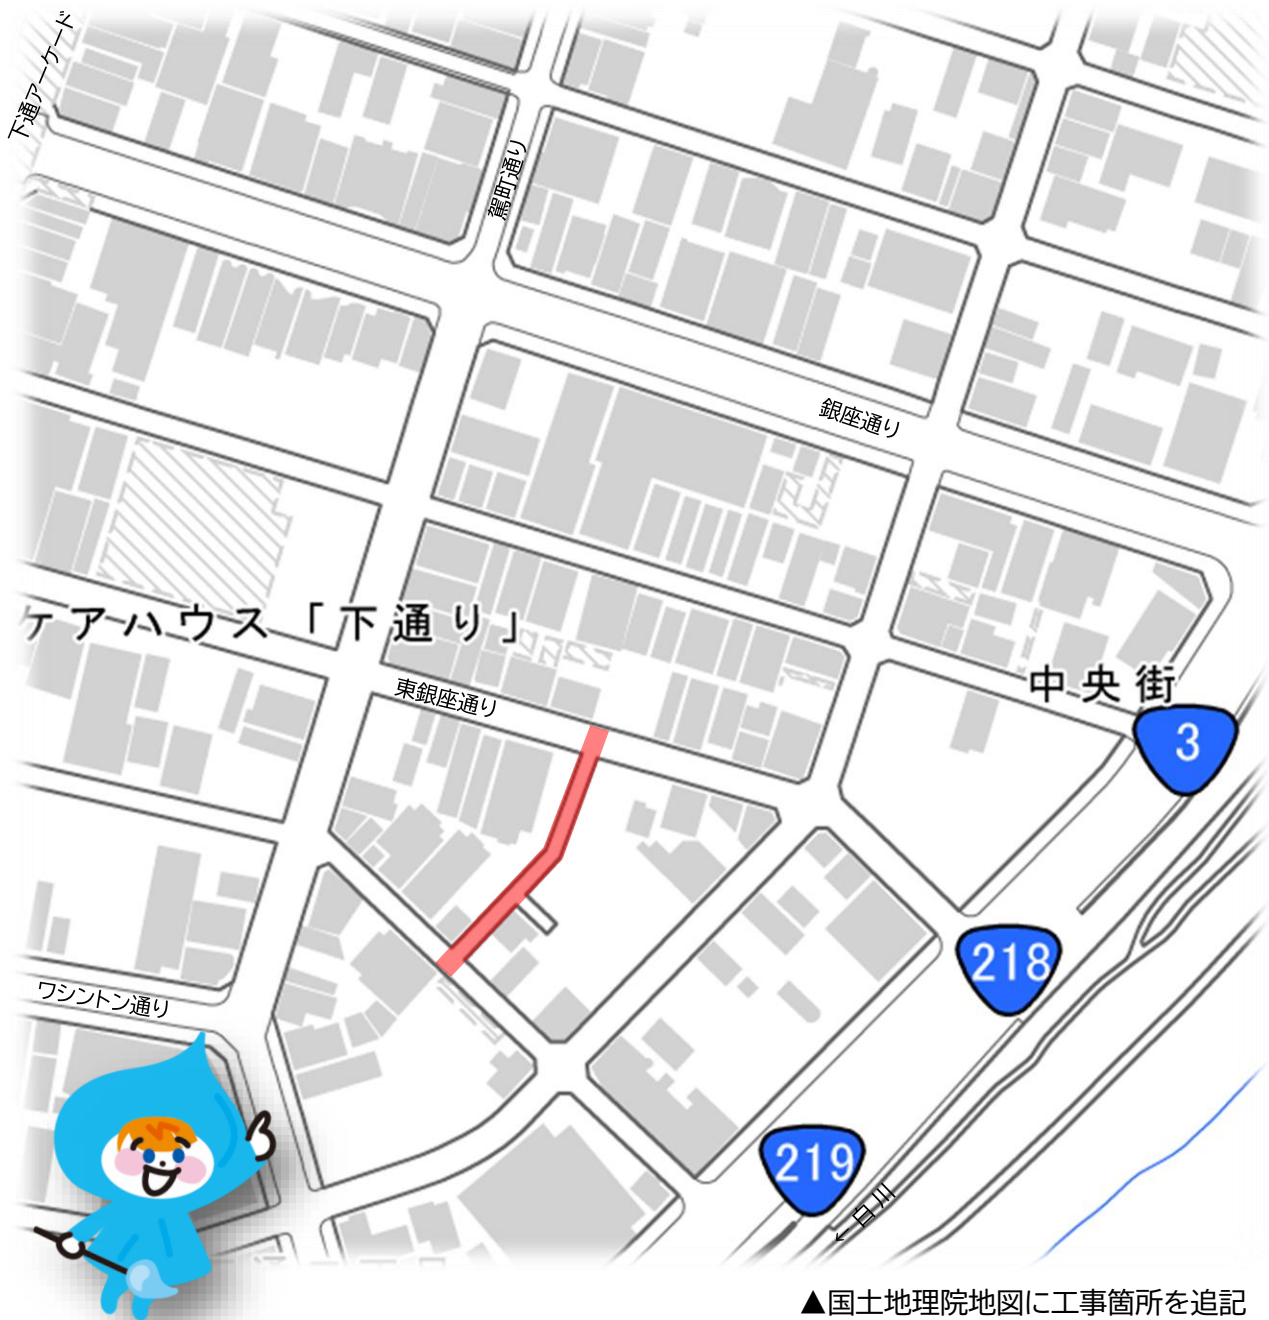 下通アーケード
駕町通り
銀座通り
ケアハウス「下通り」
中央街
東銀座通り
3
218
ワシントン通り
219
←白川
▲国土地理院地図に工事箇所を追記